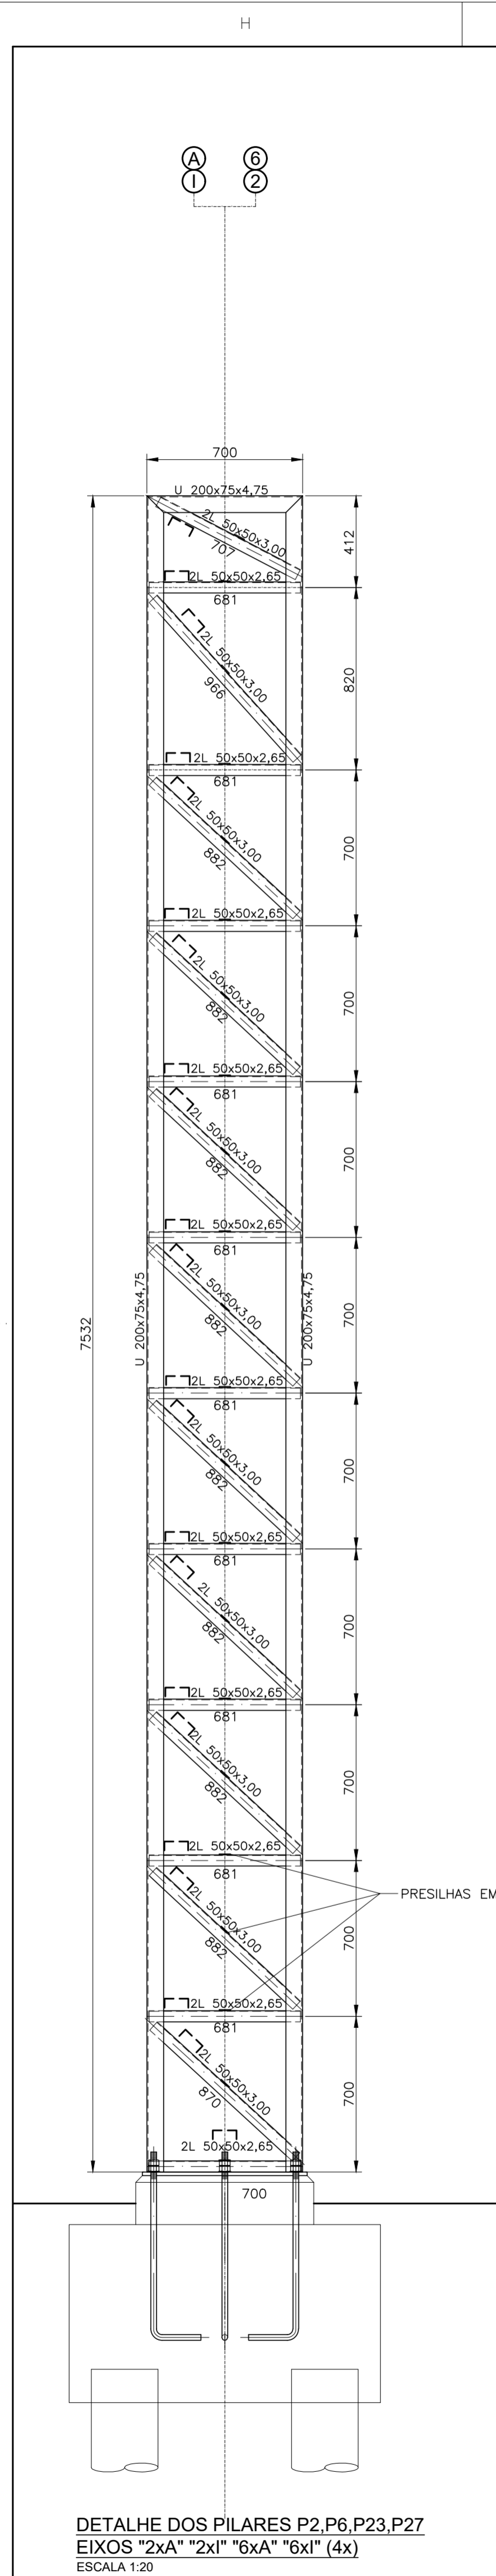 H
A 6
I 2
700
U 200x75x4,75
2L 50x50x3,00
707
412
2L 50x50x2,65
681
2L 50x50x3,00
966
820
2L 50x50x2,65
681
2L 50x50x3,00
882
700
2L 50x50x2,65
681
2L 50x50x3,00
882
700
2L 50x50x2,65
681
2L 50x50x3,00
882
700
2L 50x50x2,65
681
7532
U 200x75x4,75
U 200x75x4,75
2L 50x50x3,00
882
700
2L 50x50x2,65
681
2L 50x50x3,00
882
700
2L 50x50x2,65
681
2L 50x50x3,00
882
700
2L 50x50x2,65
681
2L 50x50x3,00
882
700
2L 50x50x2,65
681
PRESILHAS EM
2L 50x50x3,00
882
700
2L 50x50x2,65
681
2L 50x50x3,00
870
700
2L 50x50x2,65
700
DETALHE DOS PILARES P2,P6,P23,P27
EIXOS "2xA" "2xI" "6xA" "6xI" (4x)
ESCALA 1:20